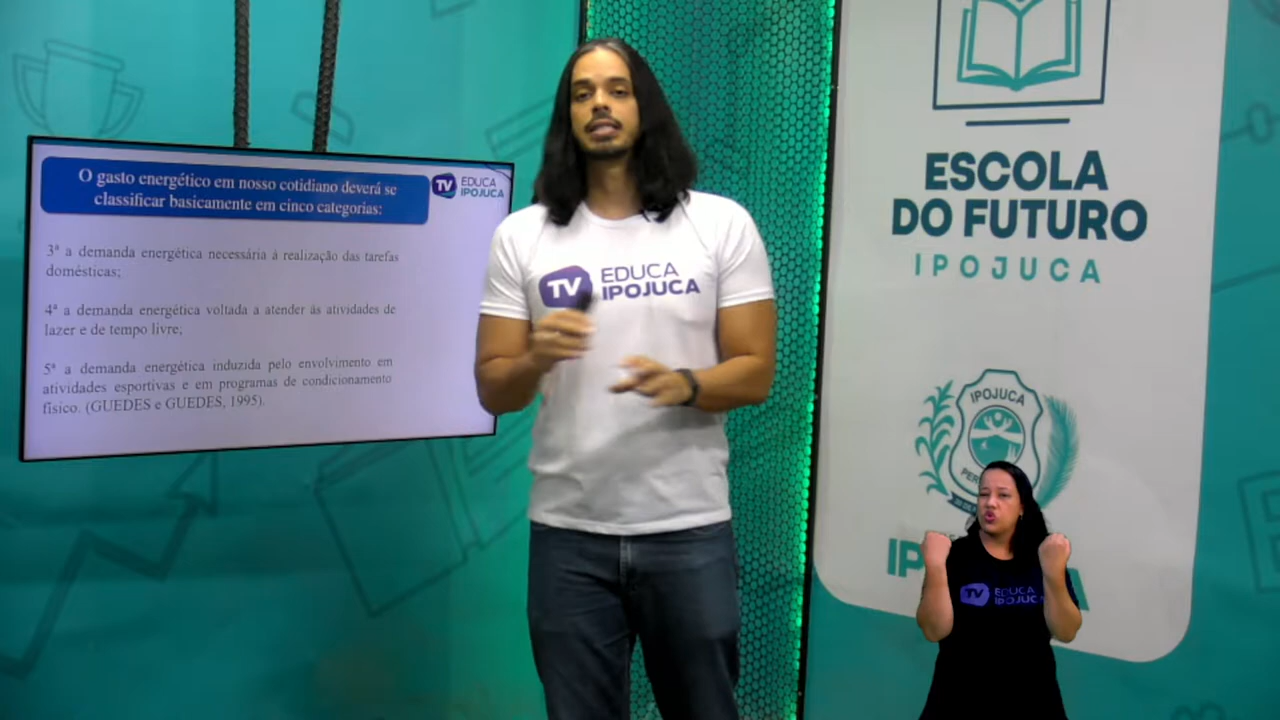 O gasto energético em nosso cotidiano deverá se
classificar basicamente em cinco categorias:
TV EDUCA
IPOJUCA
3ª a demanda energética necessária à realização das tarefas
domésticas;
4ª a demanda energética voltada a atender às atividades de
lazer e de tempo livre;
5ª a demanda energética induzida pelo envolvimento em
atividades esportivas e em programas de condicionamento
físico. (GUEDES e GUEDES, 1995).
TV EDUCA
IPOJUCA
ESCOLA
DO FUTURO
IPOJUCA
IPOJUCA
TV EDUCA